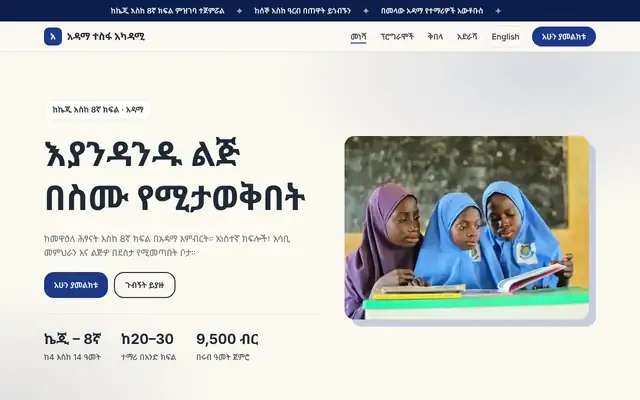 ከኬጂ እስከ 8ኛ ክፍል ምዝገባ ተጀምሯል ✦ ከሰኞ እስከ ዓርብ በጠዋት ይጎብኙን ✦ በመላው አዳማ የተማሪዎች አውቶቡስ ✦
አ አዳማ ተስፋ አካዳሚ
መነሻ ፕሮግራሞች ቅበላ አድራሻ English አሁን ያመልክቱ
ከኬጂ እስከ 8ኛ ክፍል · አዳማ
እያንዳንዱ ልጅ
በስሙ የሚታወቅበት
ከመዋዕለ ሕፃናት እስከ 8ኛ ክፍል በአዳማ እምብርት። አነስተኛ ክፍሎች፣ አሳቢ
መምህራን እና ልጅዎ በደስታ የሚመጣበት ቦታ።
አሁን ያመልክቱ ጉብኝት ይያዙ
ኬጂ – 8ኛ ከ20–30 9,500 ብር
ከ4 እስከ 14 ዓመት ተማሪ በአንድ ክፍል በሩብ ዓመት ጀምሮ